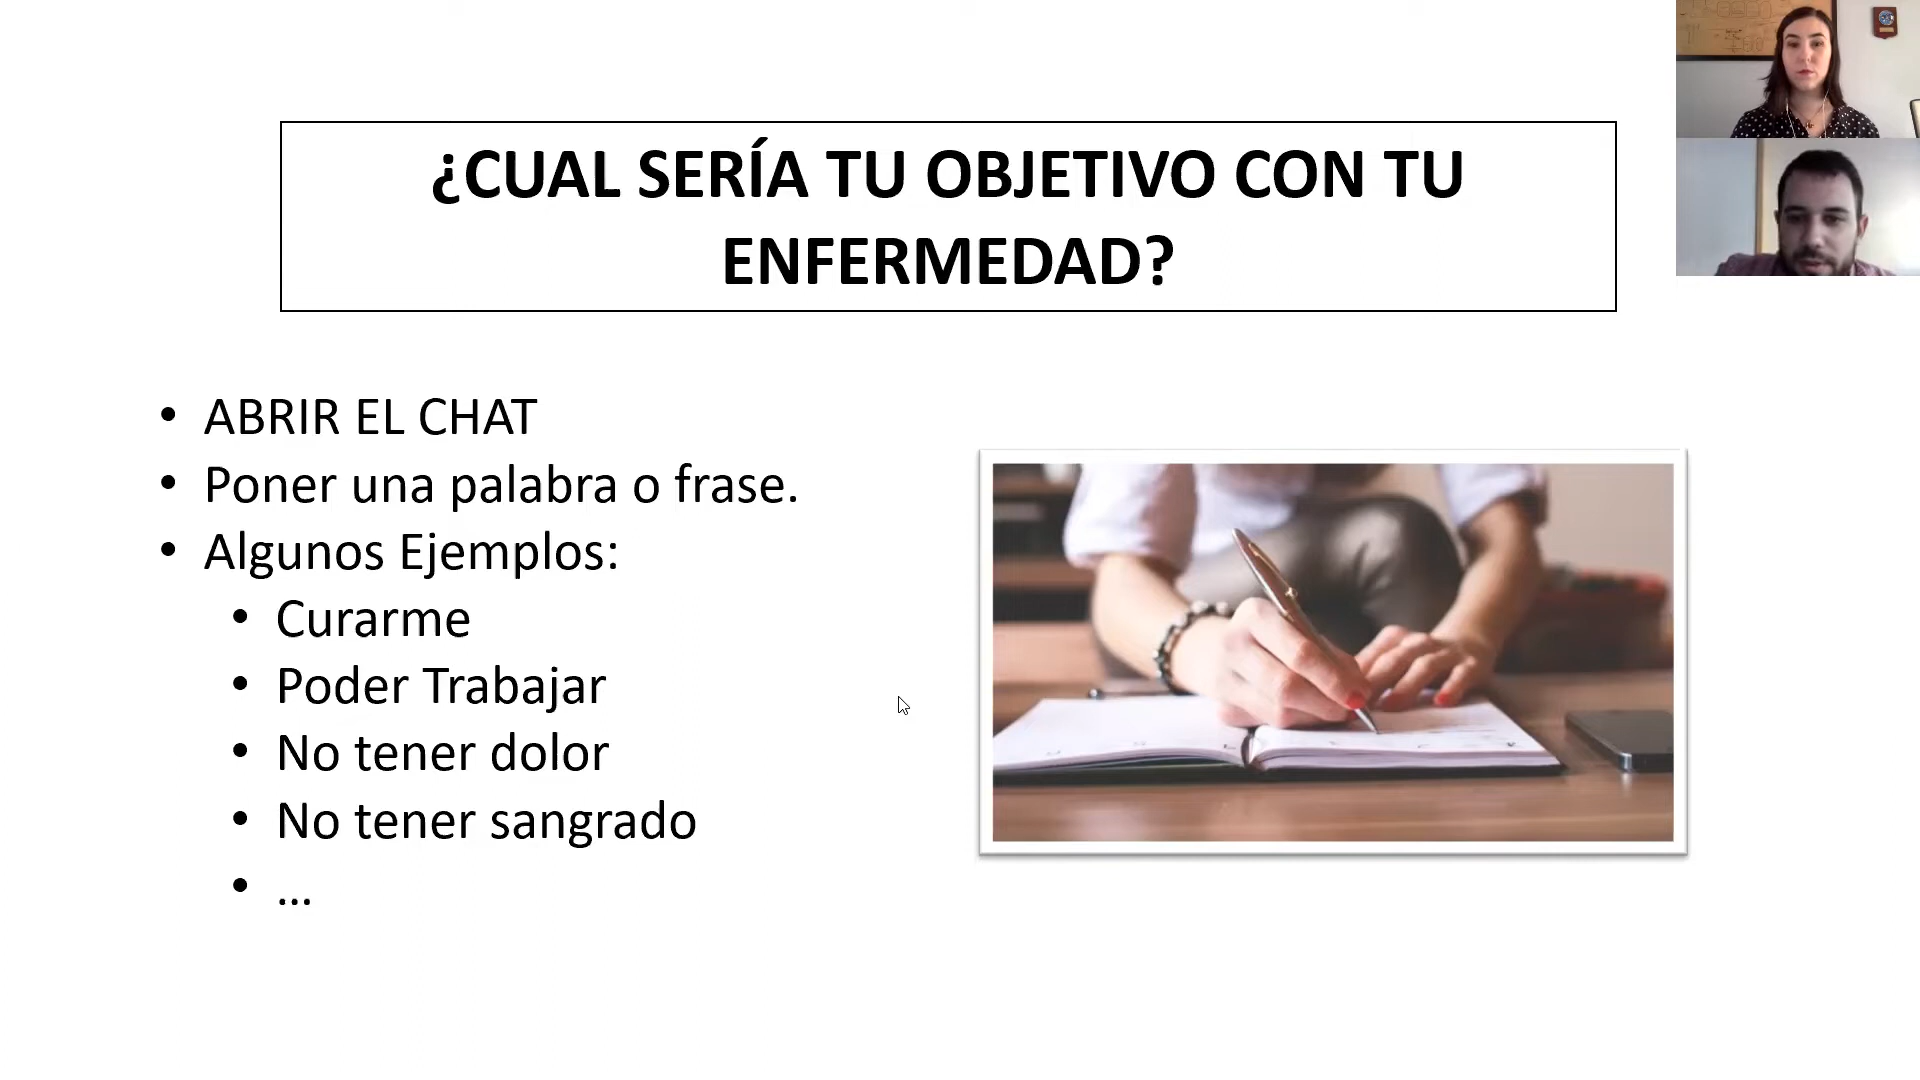 ¿CUAL SERÍA TU OBJETIVO CON TU
ENFERMEDAD?
• ABRIR EL CHAT
• Poner una palabra o frase.
• Algunos Ejemplos:
• Curarme
• Poder Trabajar
• No tener dolor
• No tener sangrado
• ...